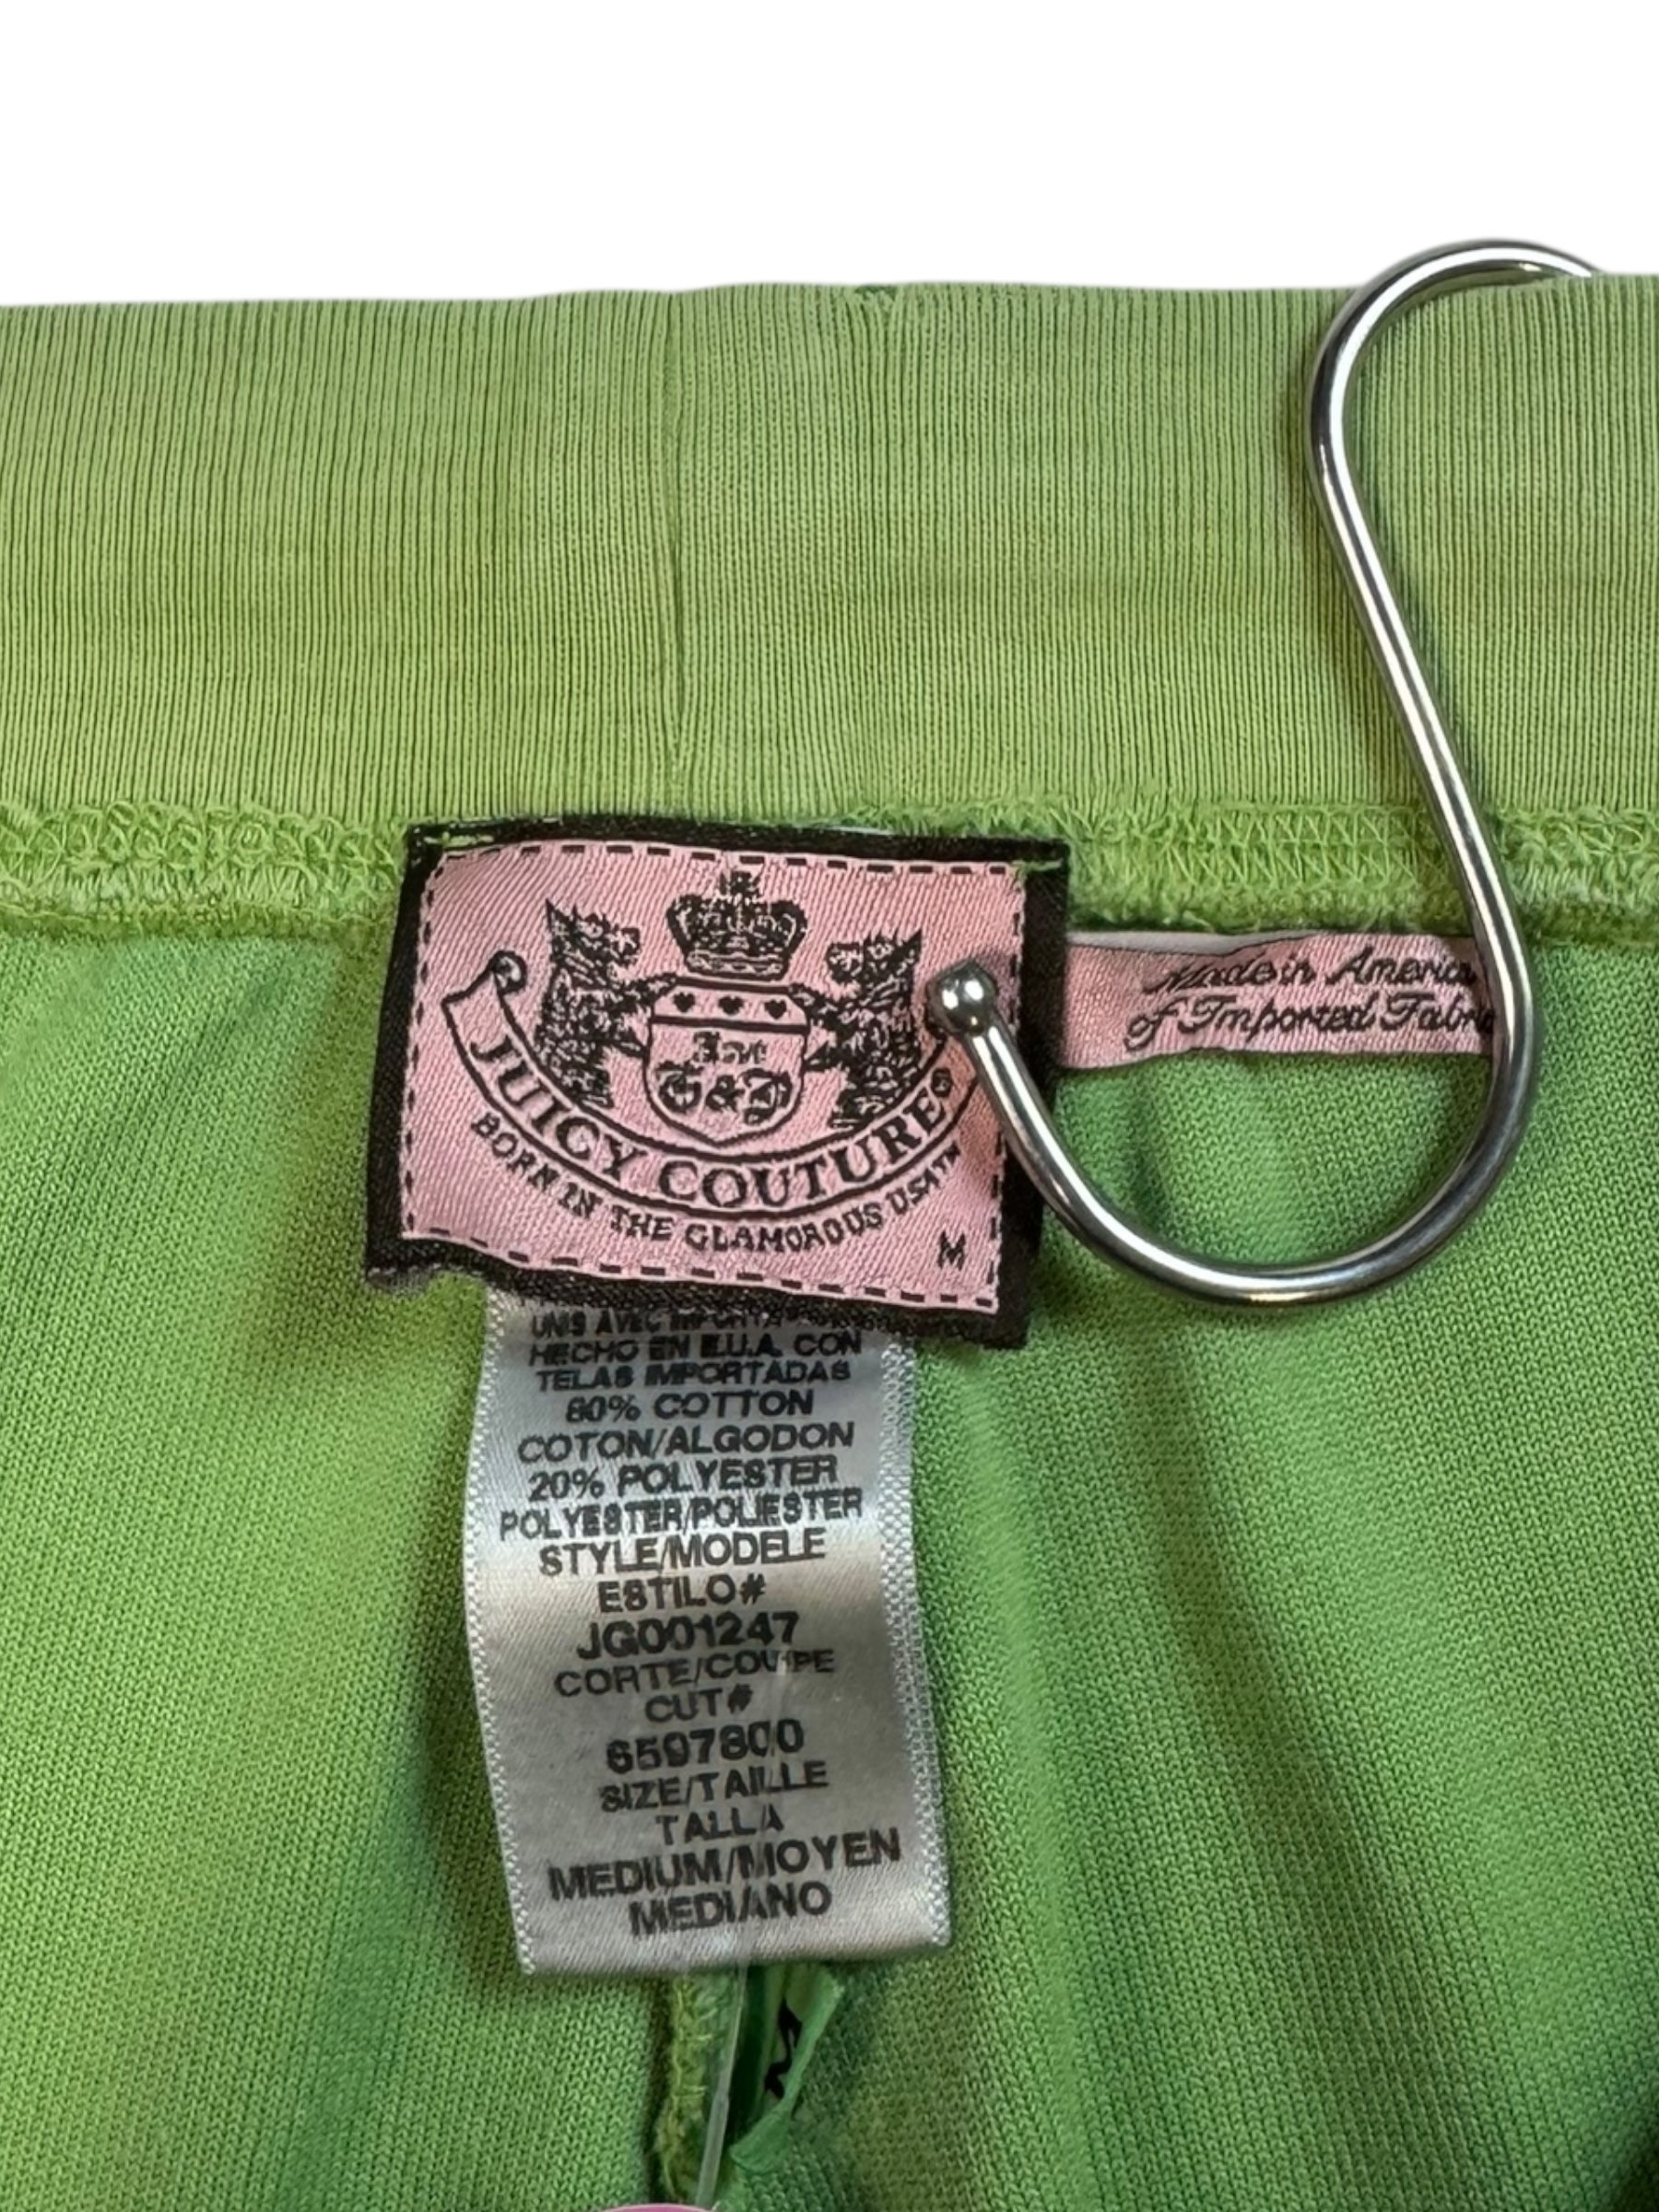 JUICY COUTURE®
BORN IN THE GLAMOROUS USA™
M
Made in America
of Imported
HECHO EN E.U.A. CON
TELAS IMPORTADAS
80% COTTON
COTON/ALGODON
20% POLYESTER
POLYESTER/POLIESTER
STYLE/MODELE
ESTILO#
JG001247
CORTE/COUPE
CUT#
6597800
SIZE/TAILLE
TALLA
MEDIUM/MOYEN
MEDIANO